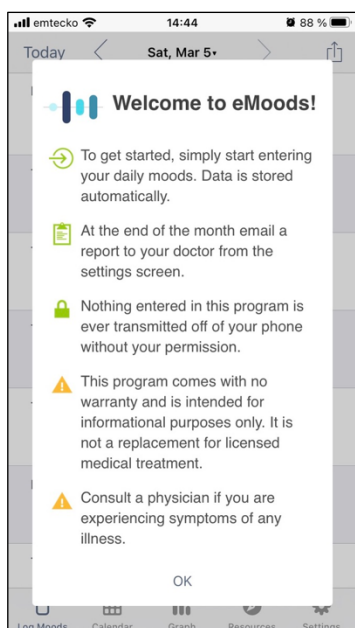 emtecko 14:44 88 %
Today Sat, Mar 5▾
Welcome to eMoods!
To get started, simply start entering
your daily moods. Data is stored
automatically.
At the end of the month email a
report to your doctor from the
settings screen.
Nothing entered in this program is
ever transmitted off of your phone
without your permission.
This program comes with no
warranty and is intended for
informational purposes only. It is
not a replacement for licensed
medical treatment.
Consult a physician if you are
experiencing symptoms of any
illness.
OK
Log Moods Calendar Graph Resources Settings